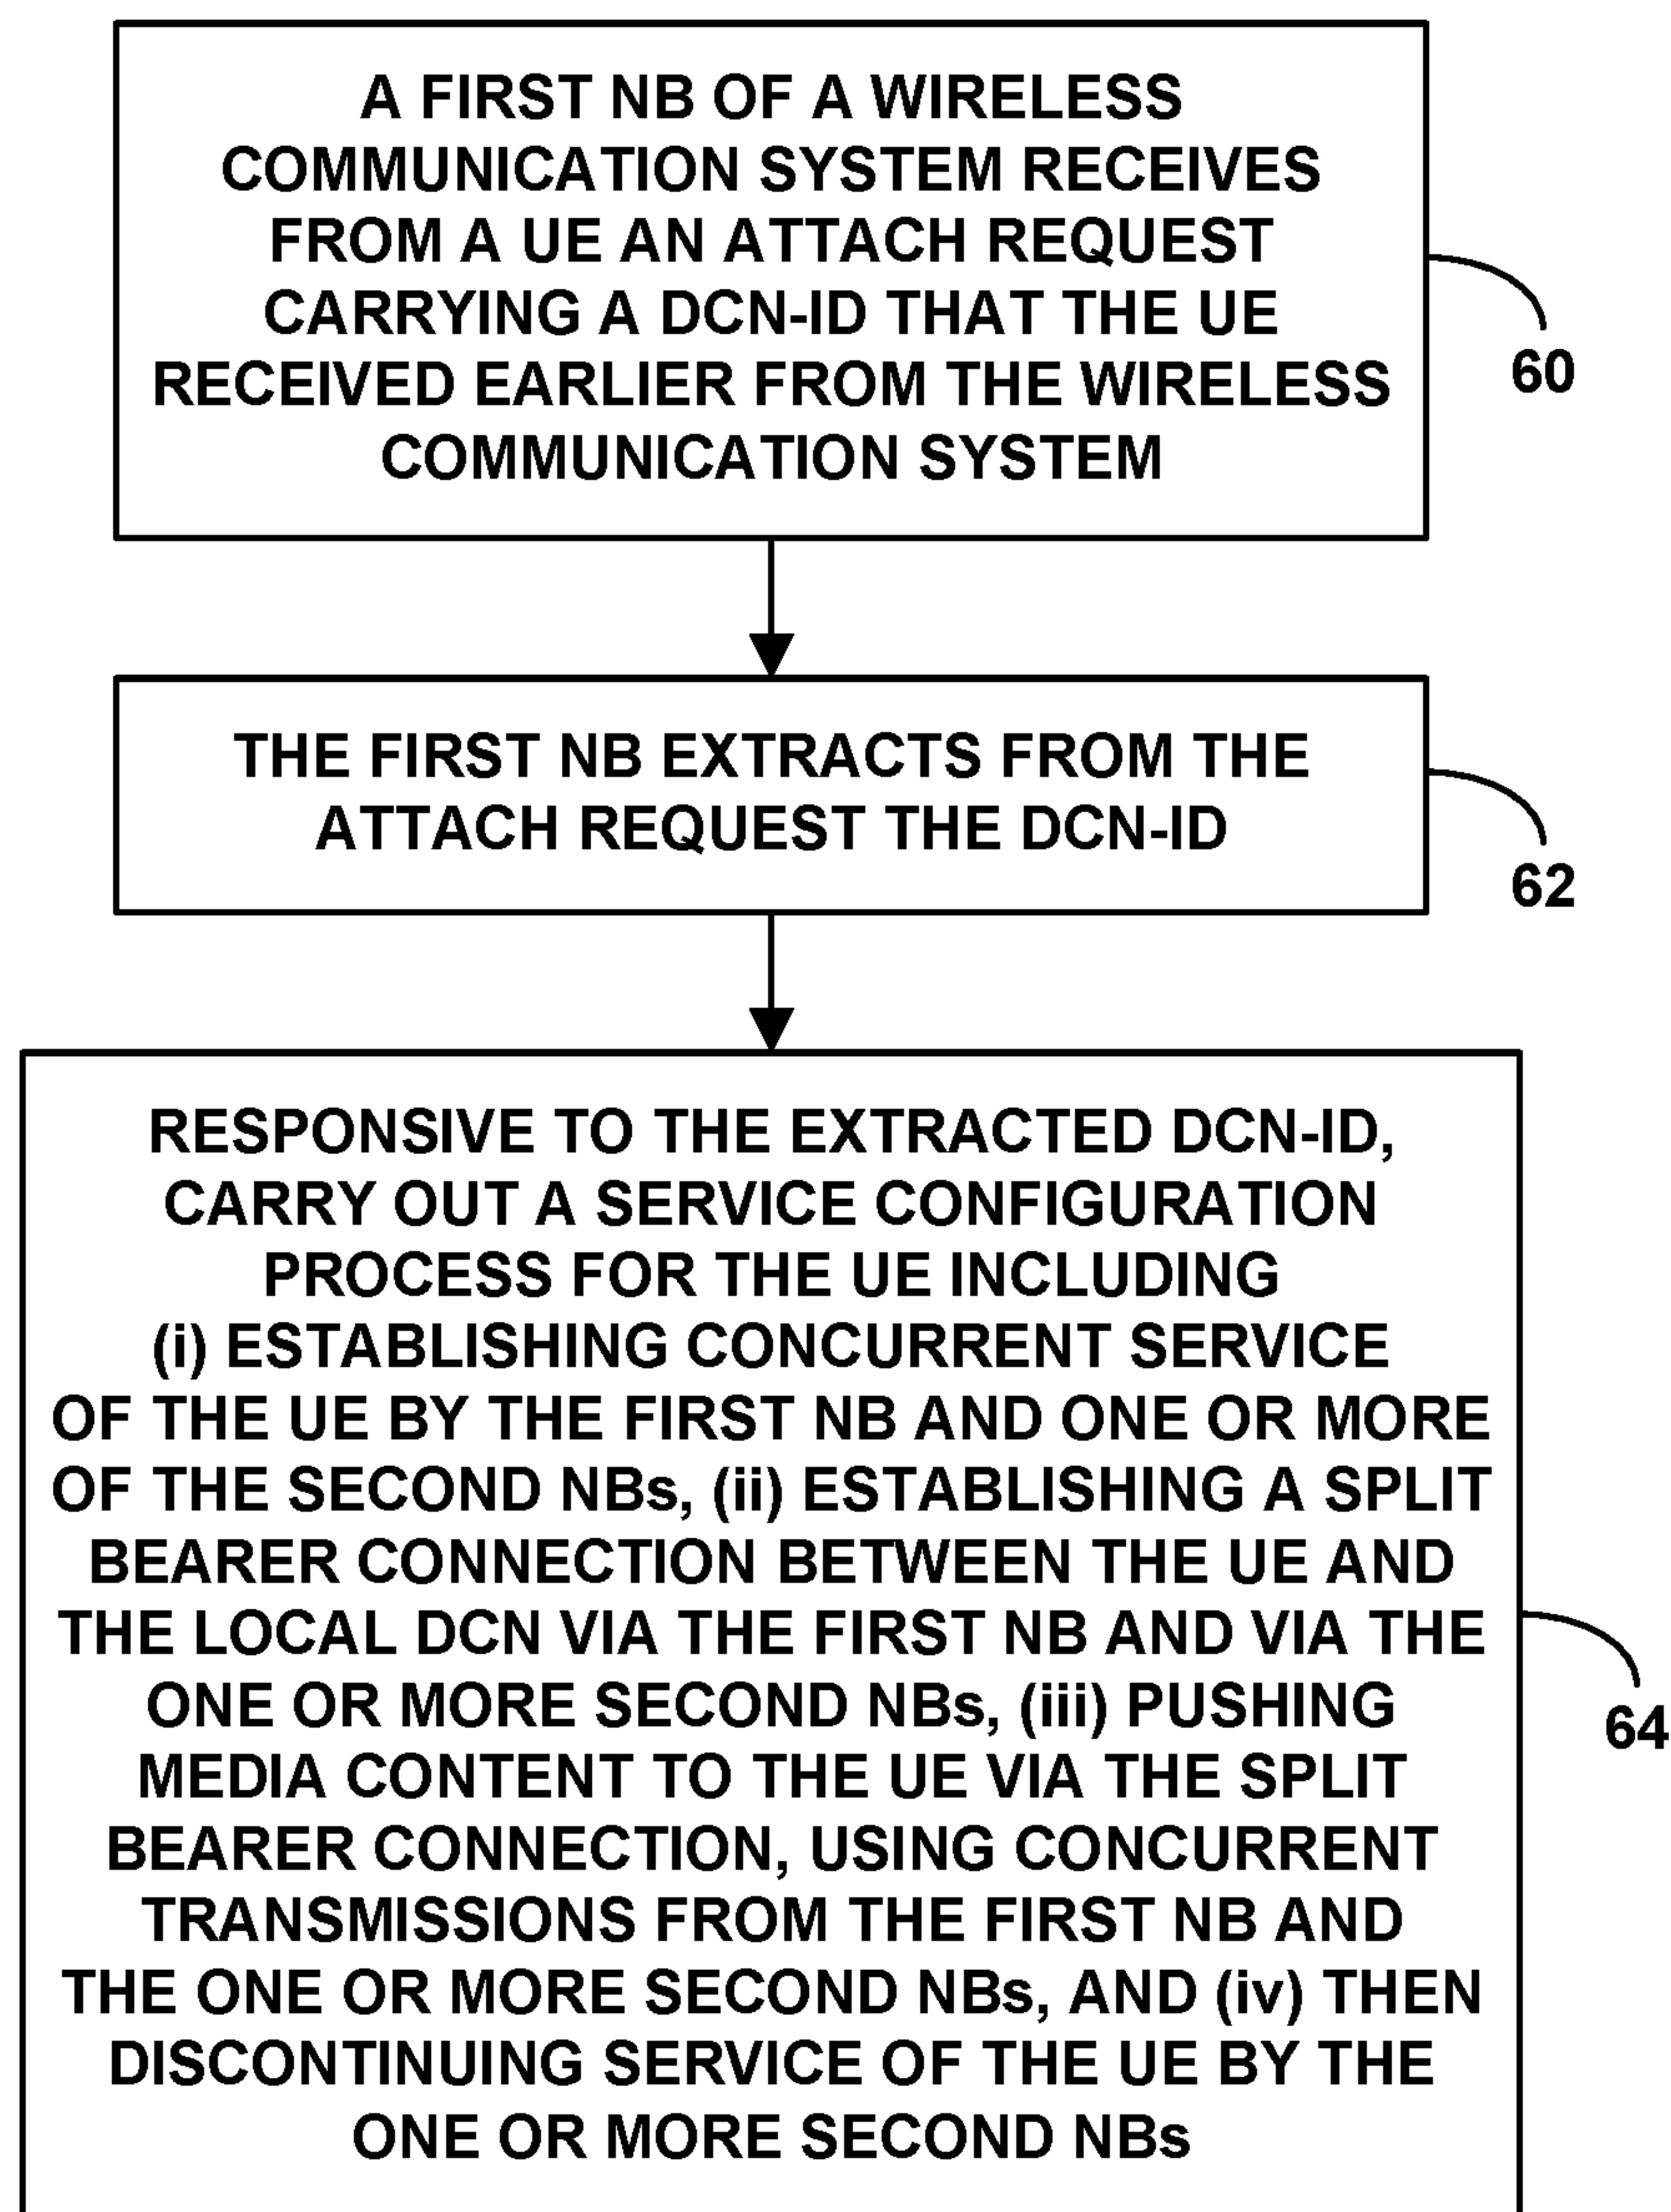 A FIRST NB OF A WIRELESS
COMMUNICATION SYSTEM RECEIVES
FROM A UE AN ATTACH REQUEST
CARRYING A DCN-ID THAT THE UE
RECEIVED EARLIER FROM THE WIRELESS
COMMUNICATION SYSTEM
60
THE FIRST NB EXTRACTS FROM THE
ATTACH REQUEST THE DCN-ID
62
RESPONSIVE TO THE EXTRACTED DCN-ID,
CARRY OUT A SERVICE CONFIGURATION
PROCESS FOR THE UE INCLUDING
(i) ESTABLISHING CONCURRENT SERVICE
OF THE UE BY THE FIRST NB AND ONE OR MORE
OF THE SECOND NBs, (ii) ESTABLISHING A SPLIT
BEARER CONNECTION BETWEEN THE UE AND
THE LOCAL DCN VIA THE FIRST NB AND VIA THE
ONE OR MORE SECOND NBs, (iii) PUSHING
MEDIA CONTENT TO THE UE VIA THE SPLIT
BEARER CONNECTION, USING CONCURRENT
TRANSMISSIONS FROM THE FIRST NB AND
THE ONE OR MORE SECOND NBs, AND (iv) THEN
DISCONTINUING SERVICE OF THE UE BY THE
ONE OR MORE SECOND NBs
64